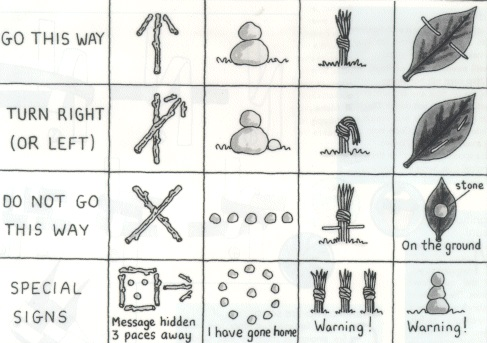 GO THIS WAY
TURN RIGHT
(OR LEFT)
DO NOT GO
THIS WAY
stone
On the ground
SPECIAL
SIGNS
Message hidden
3 paces away
I have gone home
Warning!
Warning!